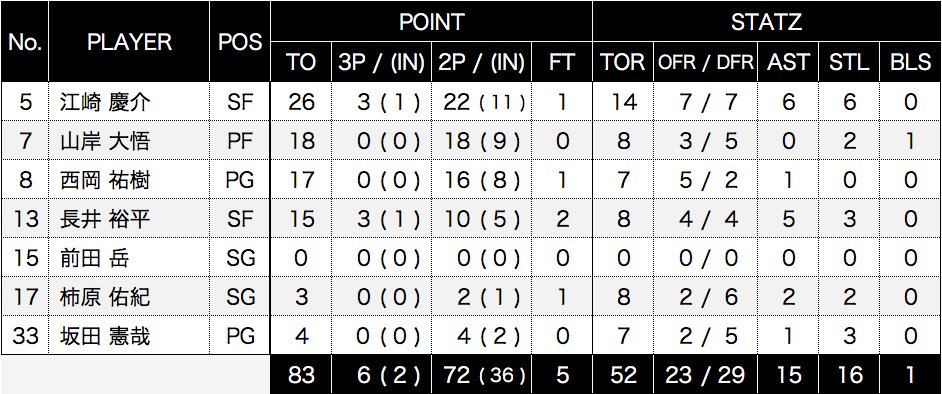 No. PLAYER POS POINT STATZ
TO 3P / (IN) 2P / (IN) FT TOR OFR / DFR AST STL BLS
5 江崎 慶介 SF 26 3 ( 1 ) 22 ( 11 ) 1 14 7 / 7 6 6 0
7 山岸 大悟 PF 18 0 ( 0 ) 18 ( 9 ) 0 8 3 / 5 0 2 1
8 西岡 祐樹 PG 17 0 ( 0 ) 16 ( 8 ) 1 7 5 / 2 1 0 0
13 長井 裕平 SF 15 3 ( 1 ) 10 ( 5 ) 2 8 4 / 4 5 3 0
15 前田 岳 SG 0 0 ( 0 ) 0 ( 0 ) 0 0 0 / 0 0 0 0
17 柿原 佑紀 SG 3 0 ( 0 ) 2 ( 1 ) 1 8 2 / 6 2 2 0
33 坂田 憲哉 PG 4 0 ( 0 ) 4 ( 2 ) 0 7 2 / 5 1 3 0
83 6 ( 2 ) 72 ( 36 ) 5 52 23 / 29 15 16 1